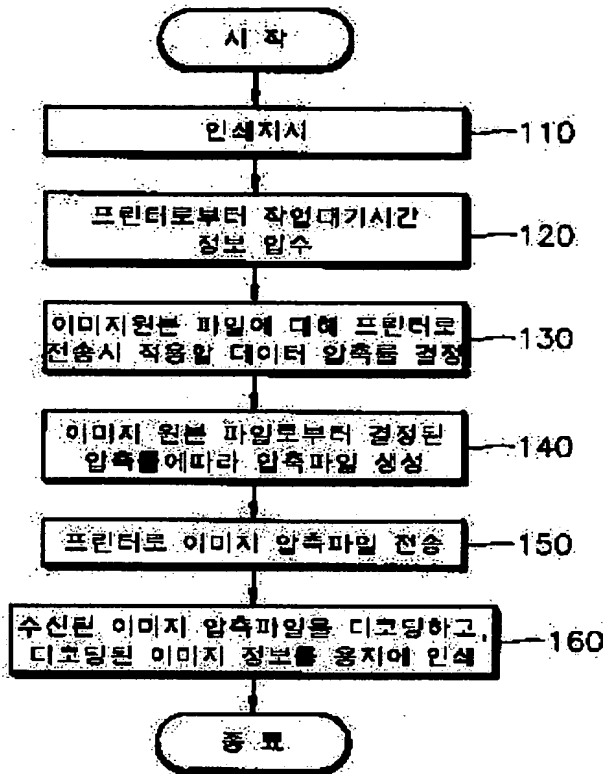 시 작
인쇄지시
110
프린터로부터 작업대기시간
정보 입수
120
이미지원본 파일에 대해 프린터로
전송시 적용할 데이터 압축률 결정
130
이미지 원본 파일로부터 결정된
압축률에따라 압축파일 생성
140
프린터로 이미지 압축파일 전송
150
수신된 이미지 압축파일을 디코딩하고,
디코딩된 이미지 정보를 용지에 인쇄
160
종 료